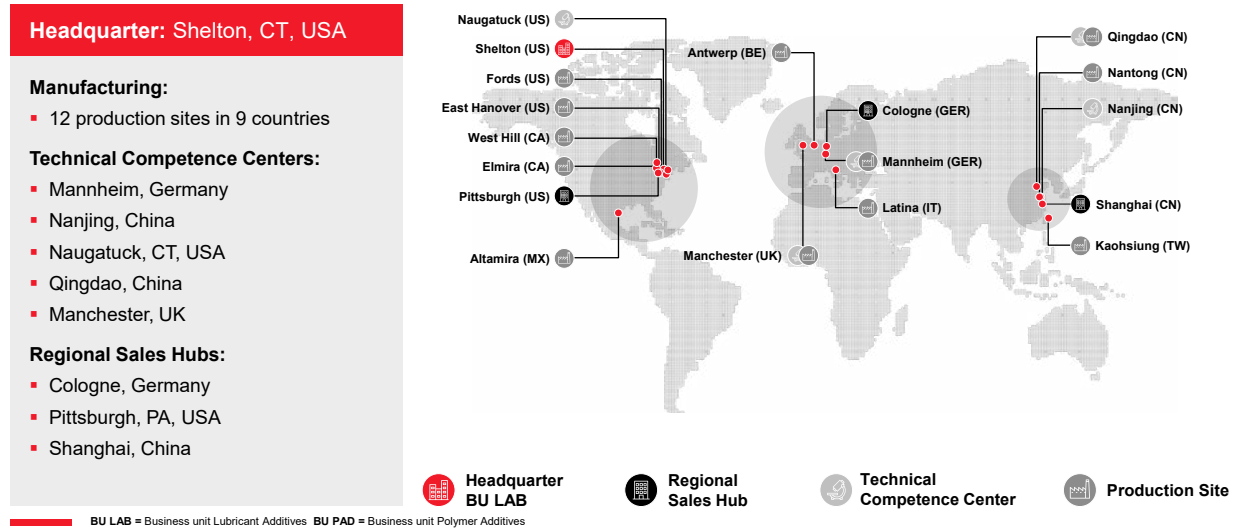 Headquarter: Shelton, CT, USA
Manufacturing:
▪ 12 production sites in 9 countries
Technical Competence Centers:
▪ Mannheim, Germany
▪ Nanjing, China
▪ Naugatuck, CT, USA
▪ Qingdao, China
▪ Manchester, UK
Regional Sales Hubs:
▪ Cologne, Germany
▪ Pittsburgh, PA, USA
▪ Shanghai, China
Naugatuck (US)
Shelton (US)
Fords (US)
East Hanover (US)
West Hill (CA)
Elmira (CA)
Pittsburgh (US)
Altamira (MX)
Antwerp (BE)
Cologne (GER)
Mannheim (GER)
Latina (IT)
Manchester (UK)
Qingdao (CN)
Nantong (CN)
Nanjing (CN)
Shanghai (CN)
Kaohsiung (TW)
Headquarter
BU LAB
Regional
Sales Hub
Technical
Competence Center
Production Site
BU LAB = Business unit Lubricant Additives BU PAD = Business unit Polymer Additives